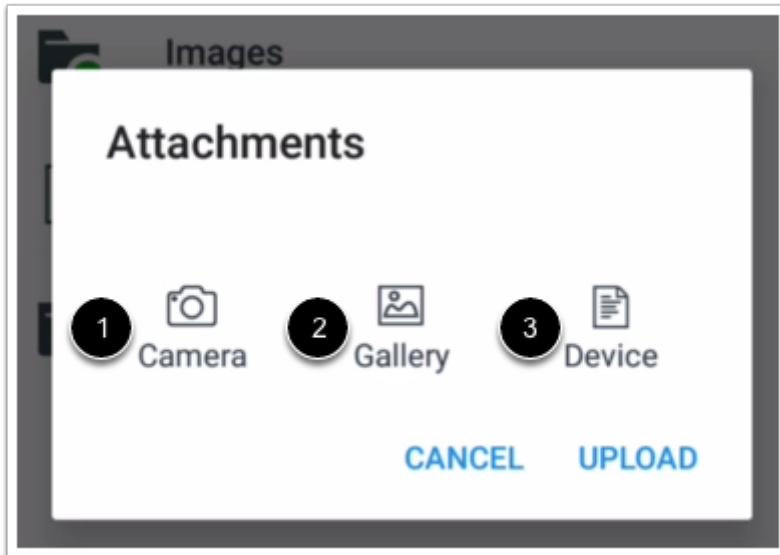 Images
Attachments
1 Camera
2 Gallery
3 Device
CANCEL
UPLOAD